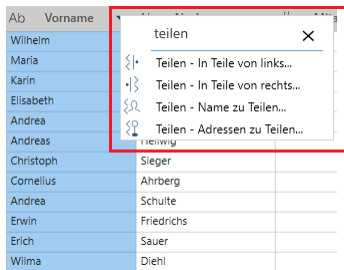 Ab Vorname
teilen
Wilhelm
Maria
Teilen - In Teile von links...
Karin
Teilen - In Teile von rechts...
Elisabeth
Teilen - Name zu Teilen...
Andrea
Teilen - Adressen zu Teilen...
Andreas Hellwig
Christoph Sieger
Cornelius Ahrberg
Andrea Schulte
Erwin Friedrichs
Erich Sauer
Wilma Diehl